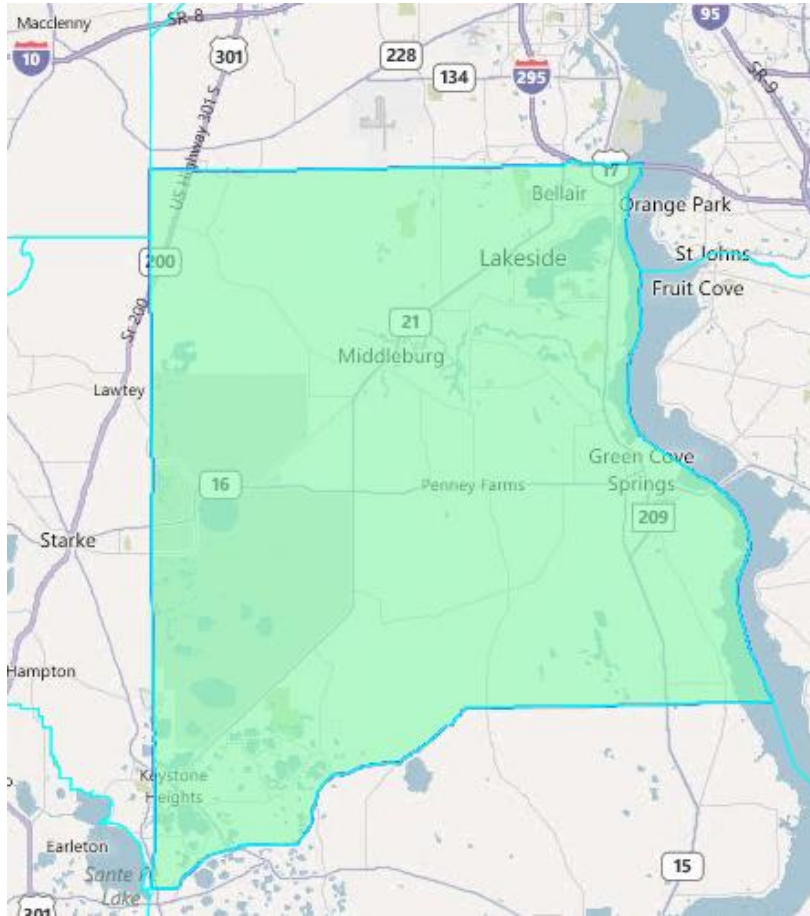 Macclenny
SR-8
95
10
301
228
134
295
SR-9
US Highway 301 S
17
Bellair
Orange Park
200
Lakeside
St Johns
Fruit Cove
Sr 200
21
Middleburg
Lawtey
Green Cove
Springs
16
Penney Farms
209
Starke
Hampton
Keystone
Heights
Earleton
Lake
15
301